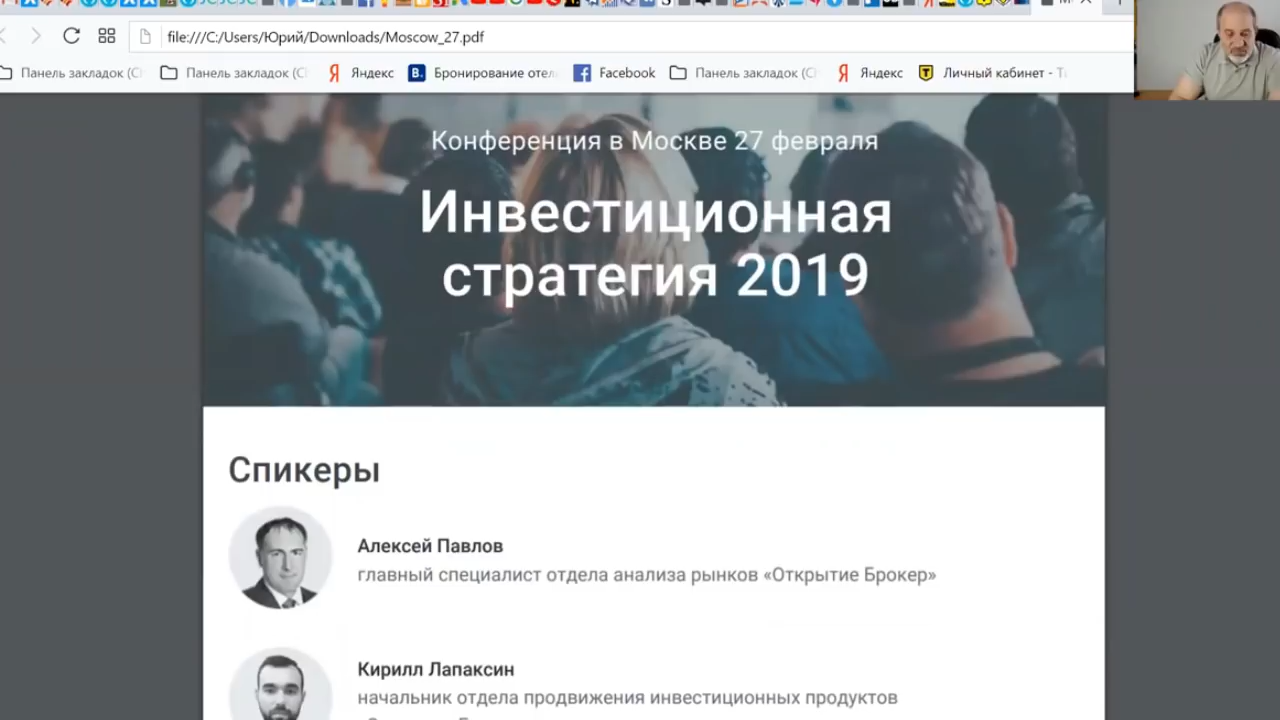 file:///C:/Users/Юрий/Downloads/Moscow_27.pdf
Панель закладок (С Панель закладок (С Яндекс B. Бронирование отел Facebook Панель закладок (С Яндекс Личный кабинет - Т
Конференция в Москве 27 февраля
Инвестиционная
стратегия 2019
Спикеры
Алексей Павлов
главный специалист отдела анализа рынков «Открытие Брокер»
Кирилл Лапаксин
начальник отдела продвижения инвестиционных продуктов